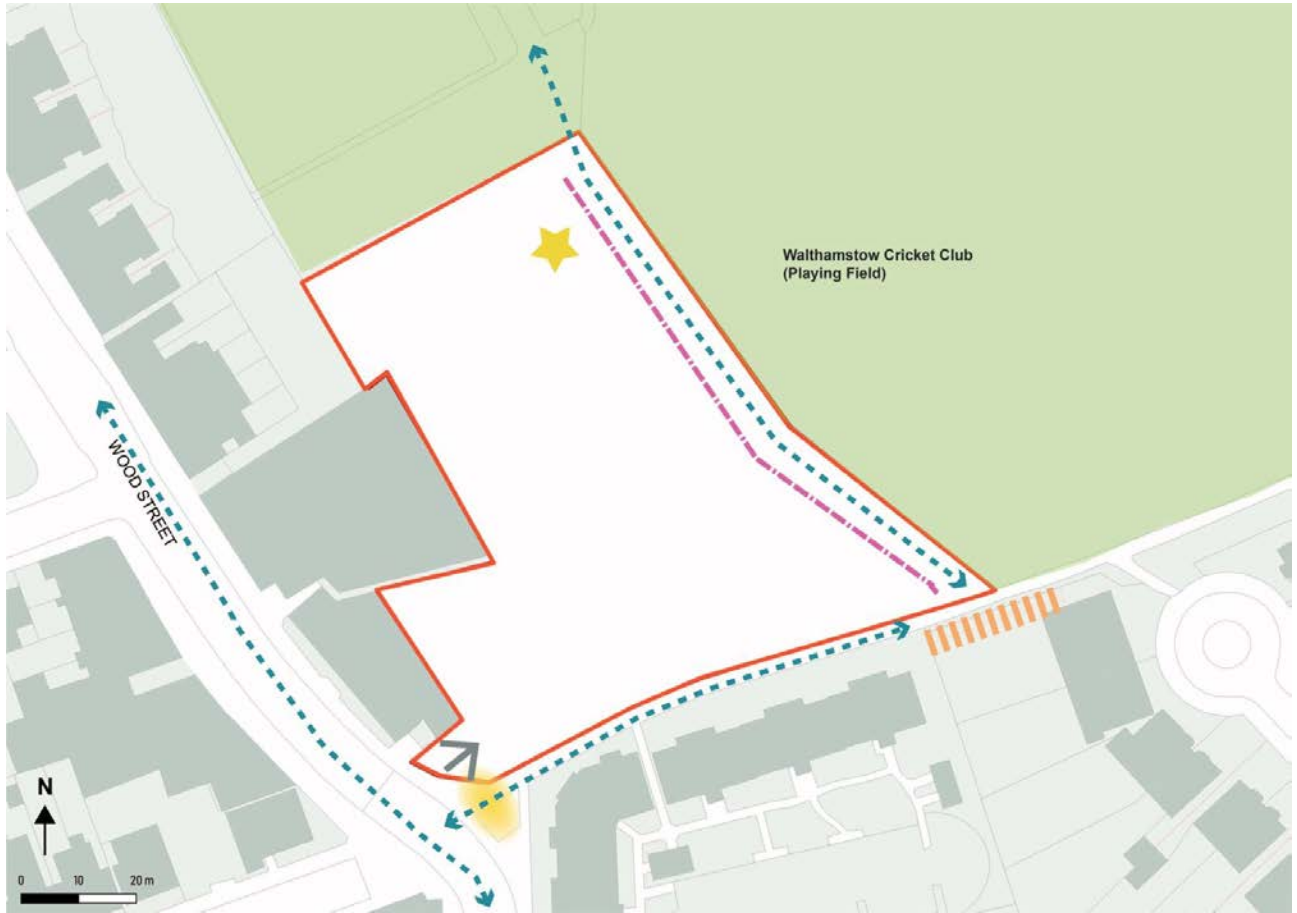 Walthamstow Cricket Club
(Playing Field)
WOOD STREET
N
0 10 20 m